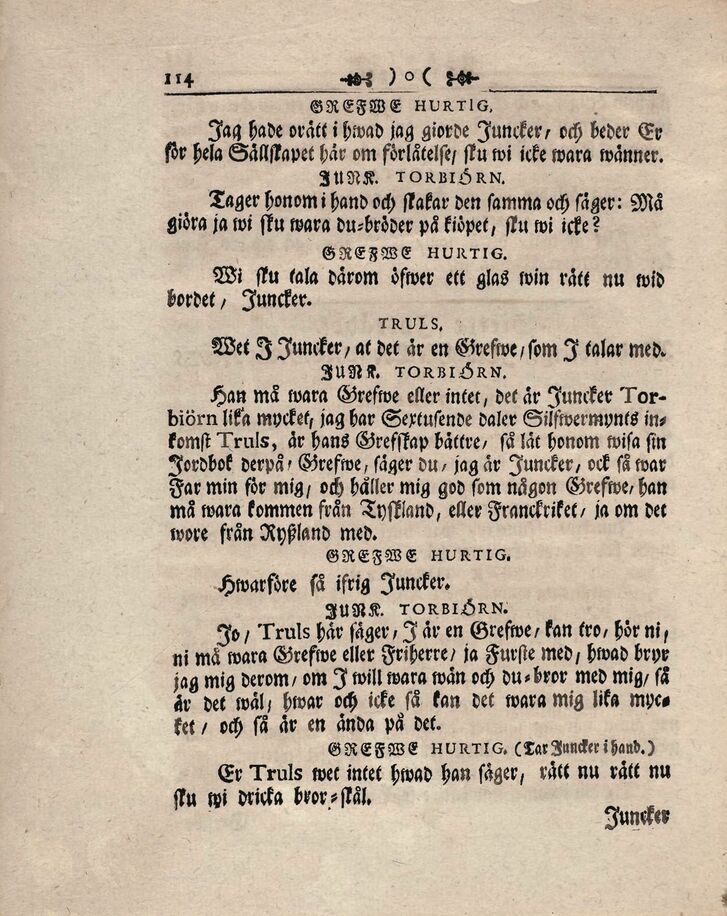 114 ) o (
GREFWE HURTIG,
Jag hade orätt i hwad jag giorde Juncker/ och beder Er
för hela Sällskapet här om förlåtelse/ sku wi icke wara wänner.
JUNK. TORBIÖRN.
Tager honom i hand och skakar den samma och säger: Må
giöra ja wi sku wara du-bröder på kiöpet, sku wi icke?
GREFWE HURTIG.
Wi sku tala därom öfwer ett glas win rätt nu wid
bordet, Juncker.
TRULS,
Wet J Juncker/ at det är en Grefwe/ som J talar med.
JUNK. TORBIÖRN.
Han må wara Grefwe eller intet, det är Juncker Tor-
biörn lika mycket, jag har Sextusende daler Silfwermynts in-
komst Truls, är hans Grefskap bättre/ så låt honom wisa sin
Jordbok derpå/ Grefwe, säger du/ jag är Juncker/ ock så war
Far min för mig/ och håller mig god som någon Grefwe/ han
må wara kommen från Tyskland, eller Franckriket/ ja om det
wore från Ryßland med.
GREFWE HURTIG.
Hwarföre så ifrig Juncker.
JUNK. TORBIÖRN.
Jo/ Truls här säger/ J är en Grefwe/ kan tro/ hör ni,
ni må wara Grefwe eller Friherre/ ja Furste med/ hwad bryr
jag mig derom/ om J will wara wän och du-bror med mig/ så
är det wäl/ hwar och icke så kan det wara mig lika myc-
ket / och så är en ända på det.
GREFWE HURTIG. (Tar Juncker i hand.)
Er Truls wet intet hwad han säger, rätt nu rätt nu
sku wi dricka bror-skål.
Juncker